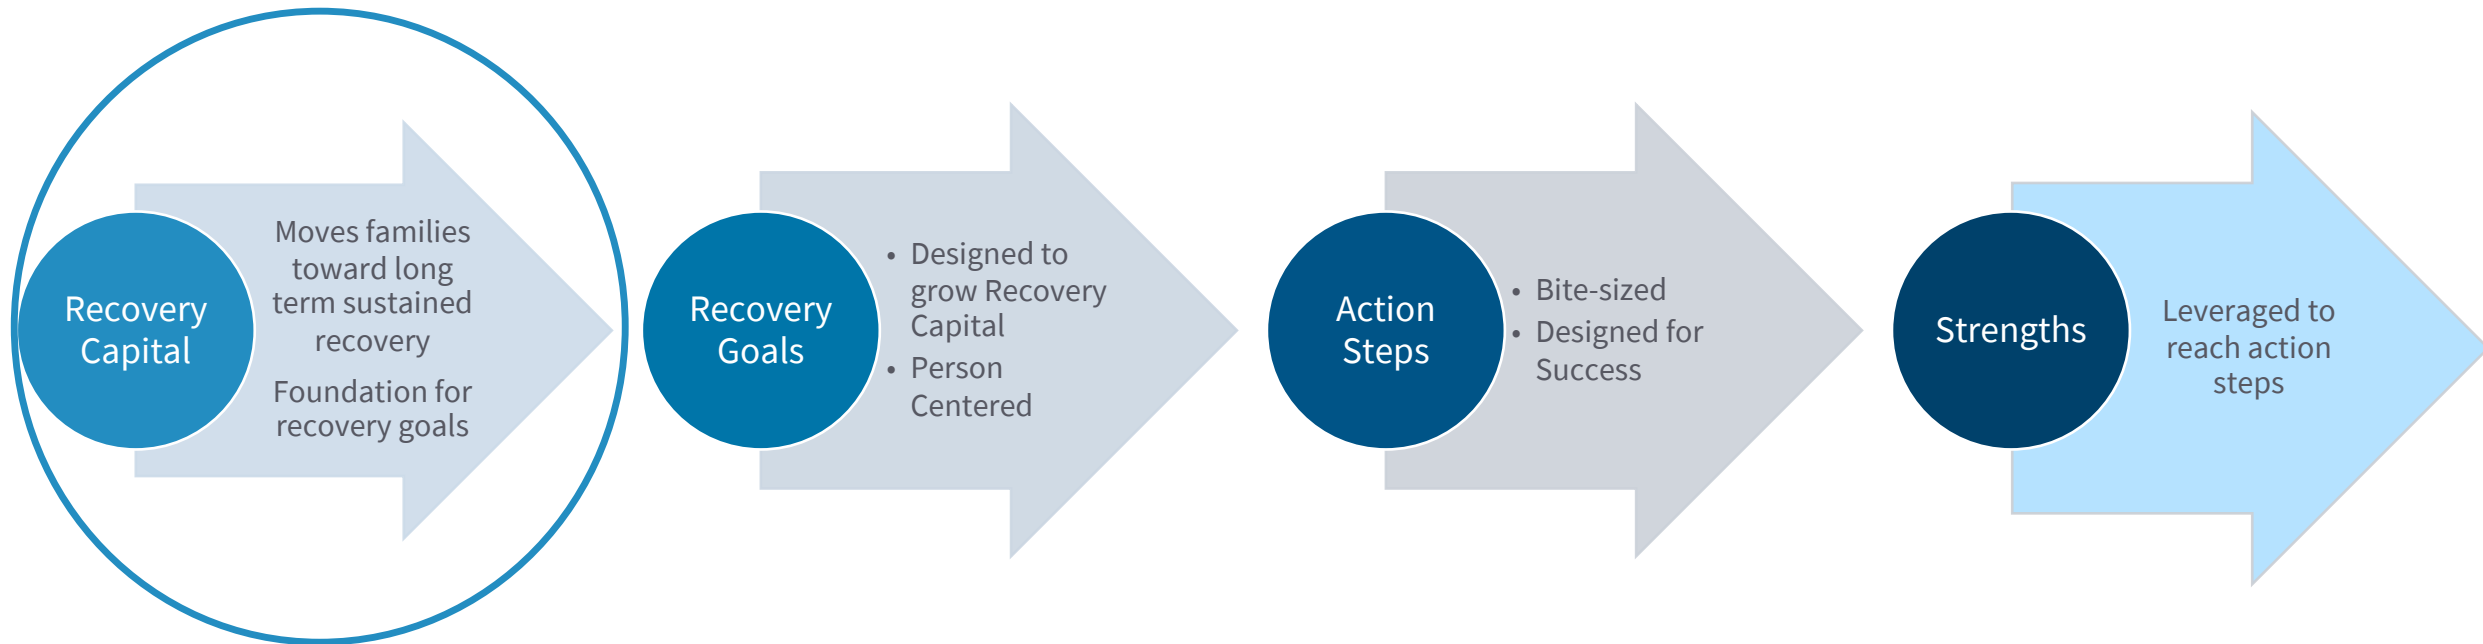 Recovery
Capital
Moves families
toward long
term sustained
recovery
Foundation for
recovery goals
Recovery
Goals
• Designed to
grow Recovery
Capital
• Person
Centered
Action
Steps
• Bite-sized
• Designed for
Success
Strengths
Leveraged to
reach action
steps